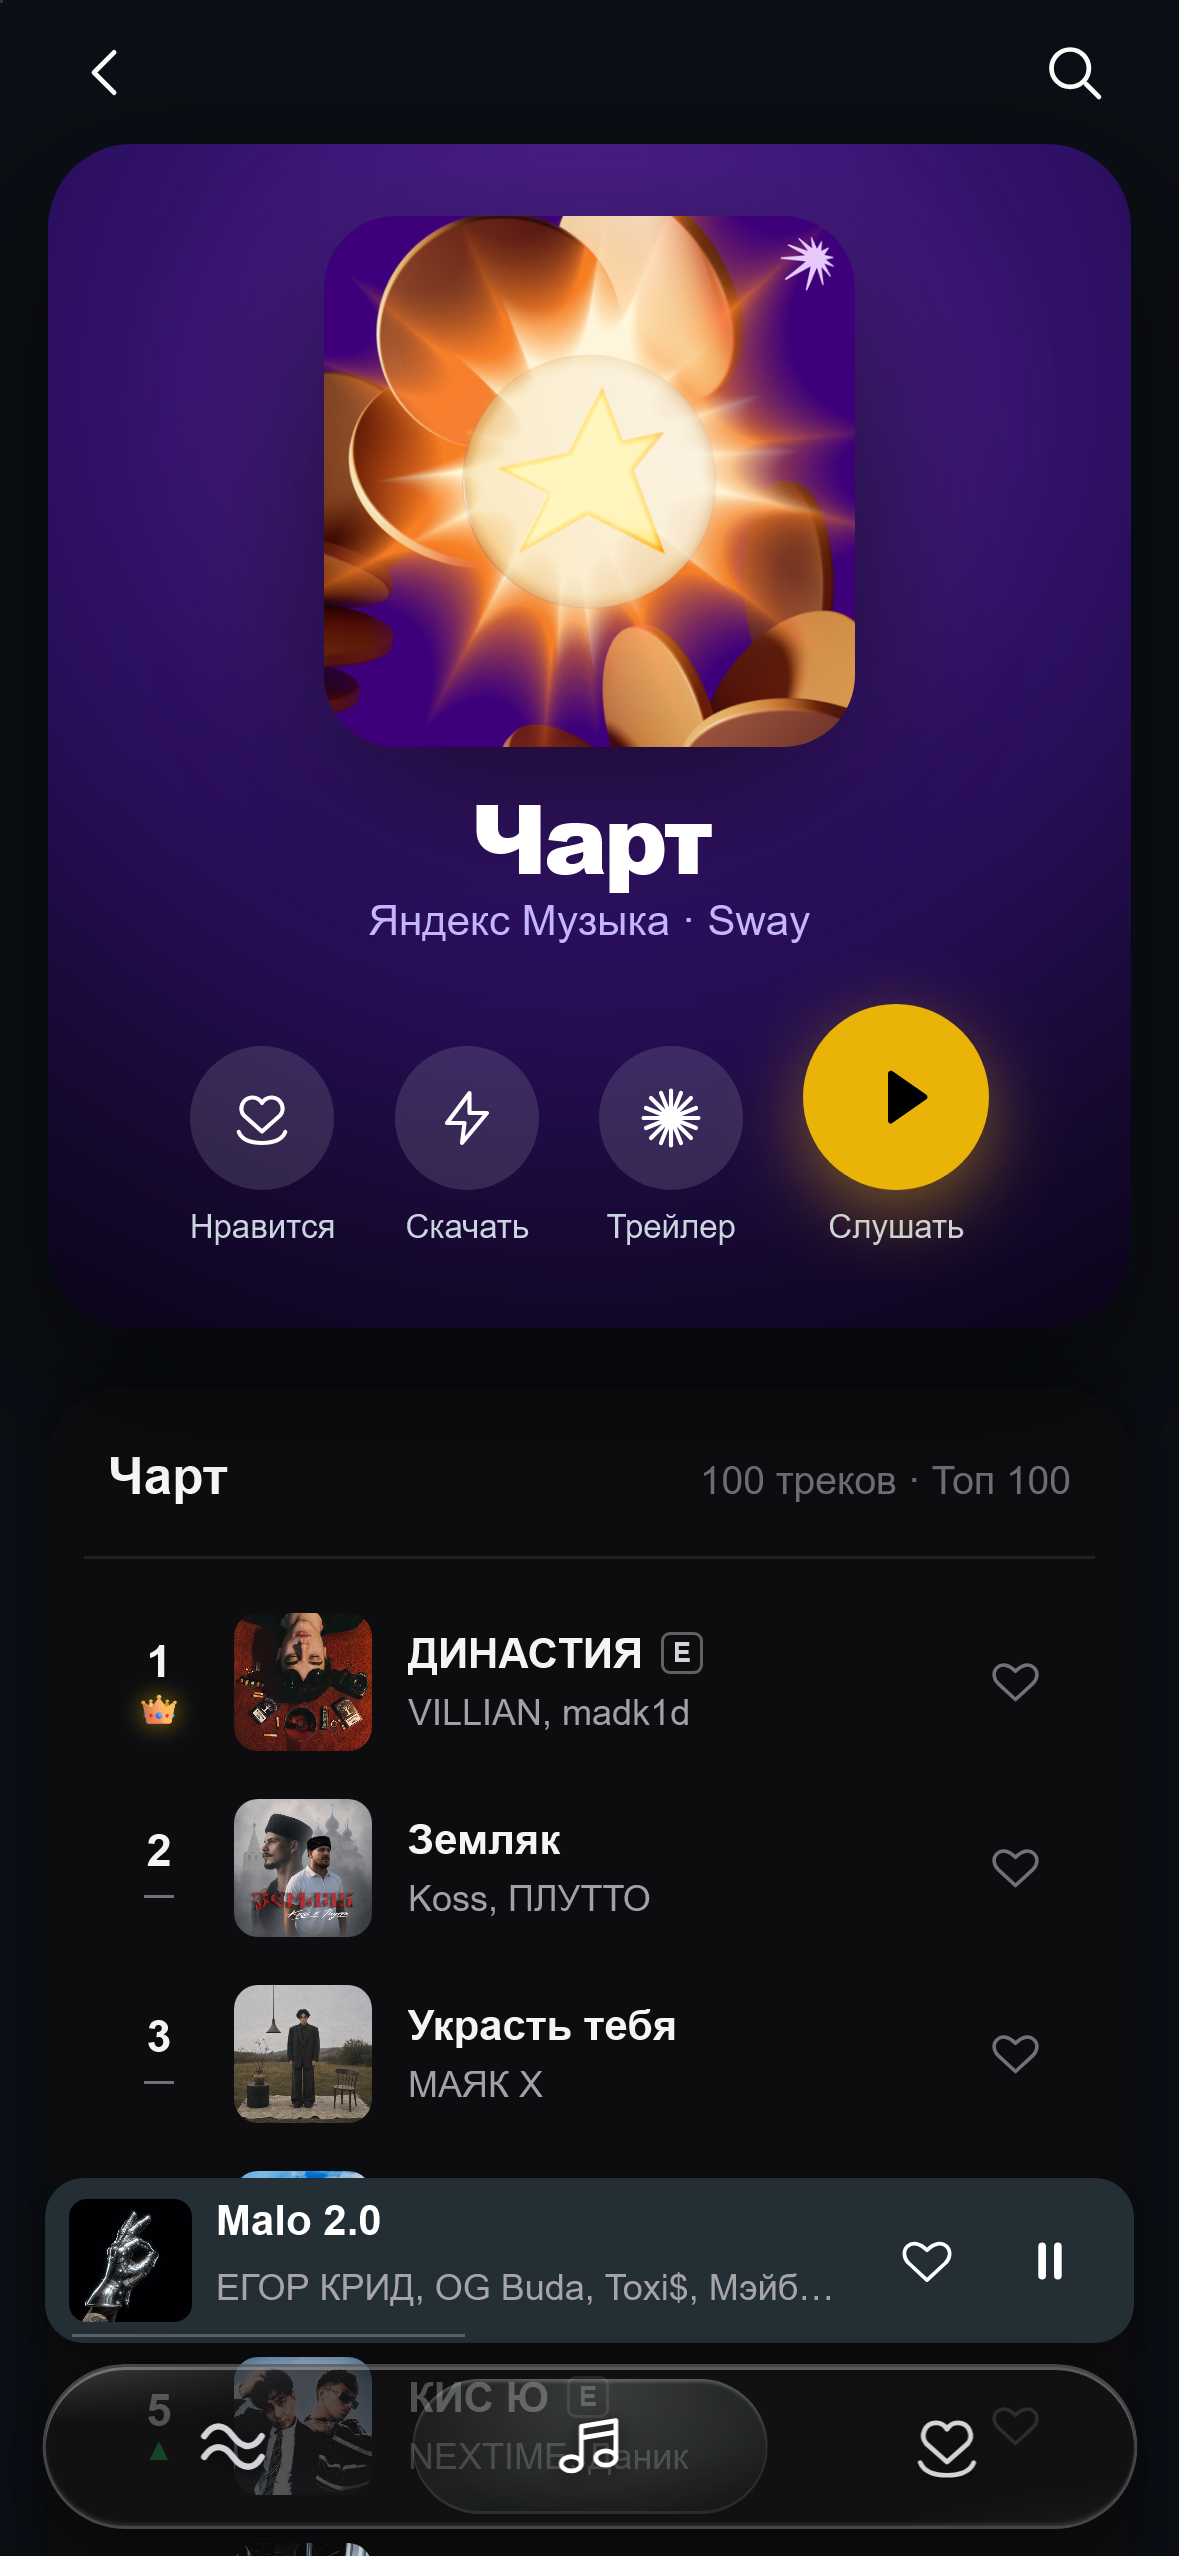 Чарт
Яндекс Музыка · Sway
Нравится
Скачать
Трейлер
Слушать
Чарт
100 треков · Топ 100
1
ДИНАСТИЯ E
VILLIAN, madk1d
2
Земляк
Koss, ПЛУТТО
3
Украсть тебя
МАЯК X
Malo 2.0
ЕГОР КРИД, OG Buda, Toxi$, Мэйб...
5
КИС Ю E
NEXTIME